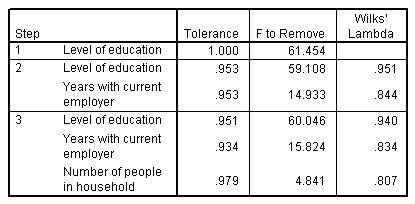 Wilks'
Step Tolerance F to Remove Lambda
1 Level of education 1.000 61.454
2 Level of education .953 59.108 .951
Years with current
employer .953 14.933 .844
3 Level of education .951 60.046 .940
Years with current
employer .934 15.824 .834
Number of people
in household .979 4.841 .807